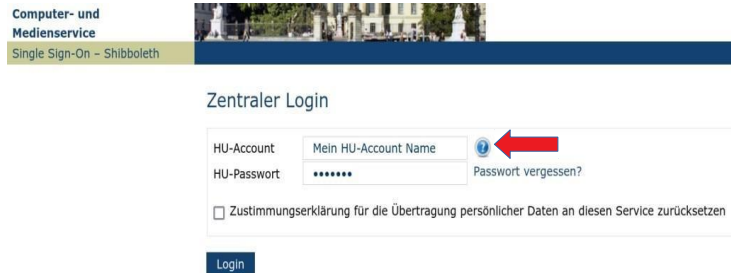 Computer- und
Medienservice
Single Sign-On – Shibboleth
Zentraler Login
HU-Account Mein HU-Account Name ?
HU-Passwort ••••••• Passwort vergessen?
Zustimmungserklärung für die Übertragung persönlicher Daten an diesen Service zurücksetzen
Login